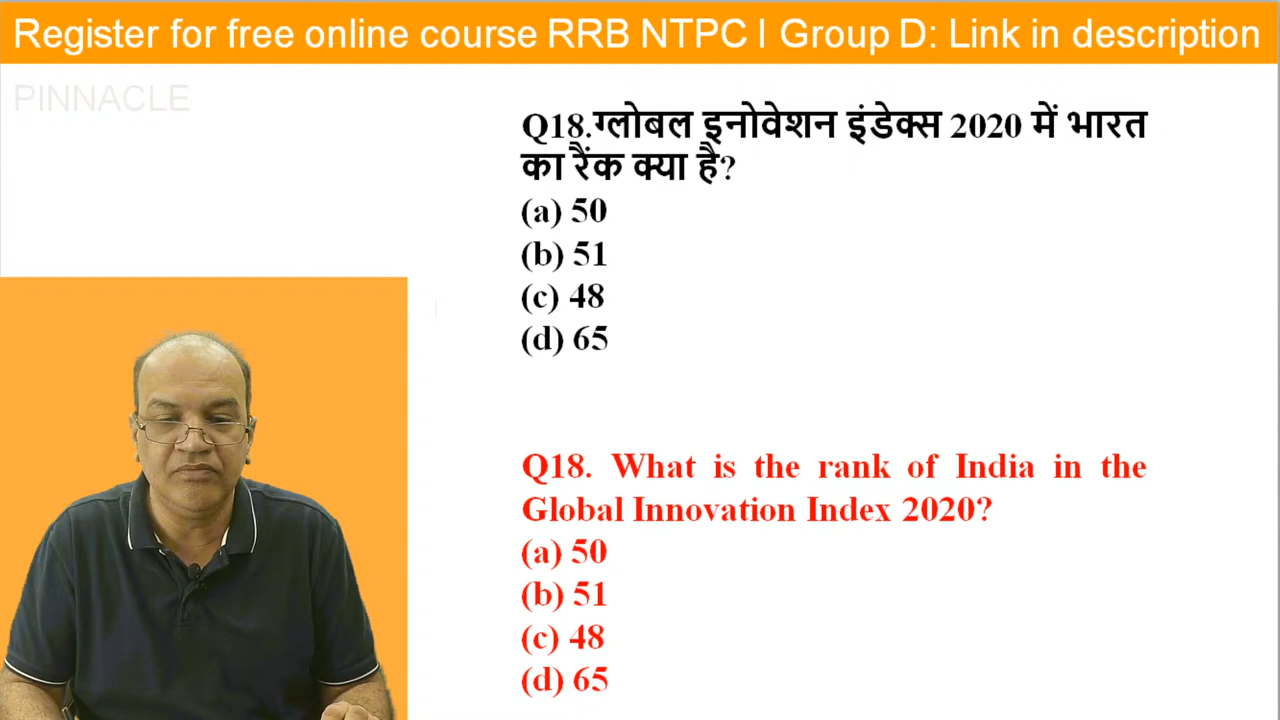 Register for free online course RRB NTPC I Group D: Link in description
PINNACLE
Q18.ग्लोबल इनोवेशन इंडेक्स 2020 में भारत
का रैंक क्या है?
(a) 50
(b) 51
(c) 48
(d) 65
Q18. What is the rank of India in the
Global Innovation Index 2020?
(a) 50
(b) 51
(c) 48
(d) 65